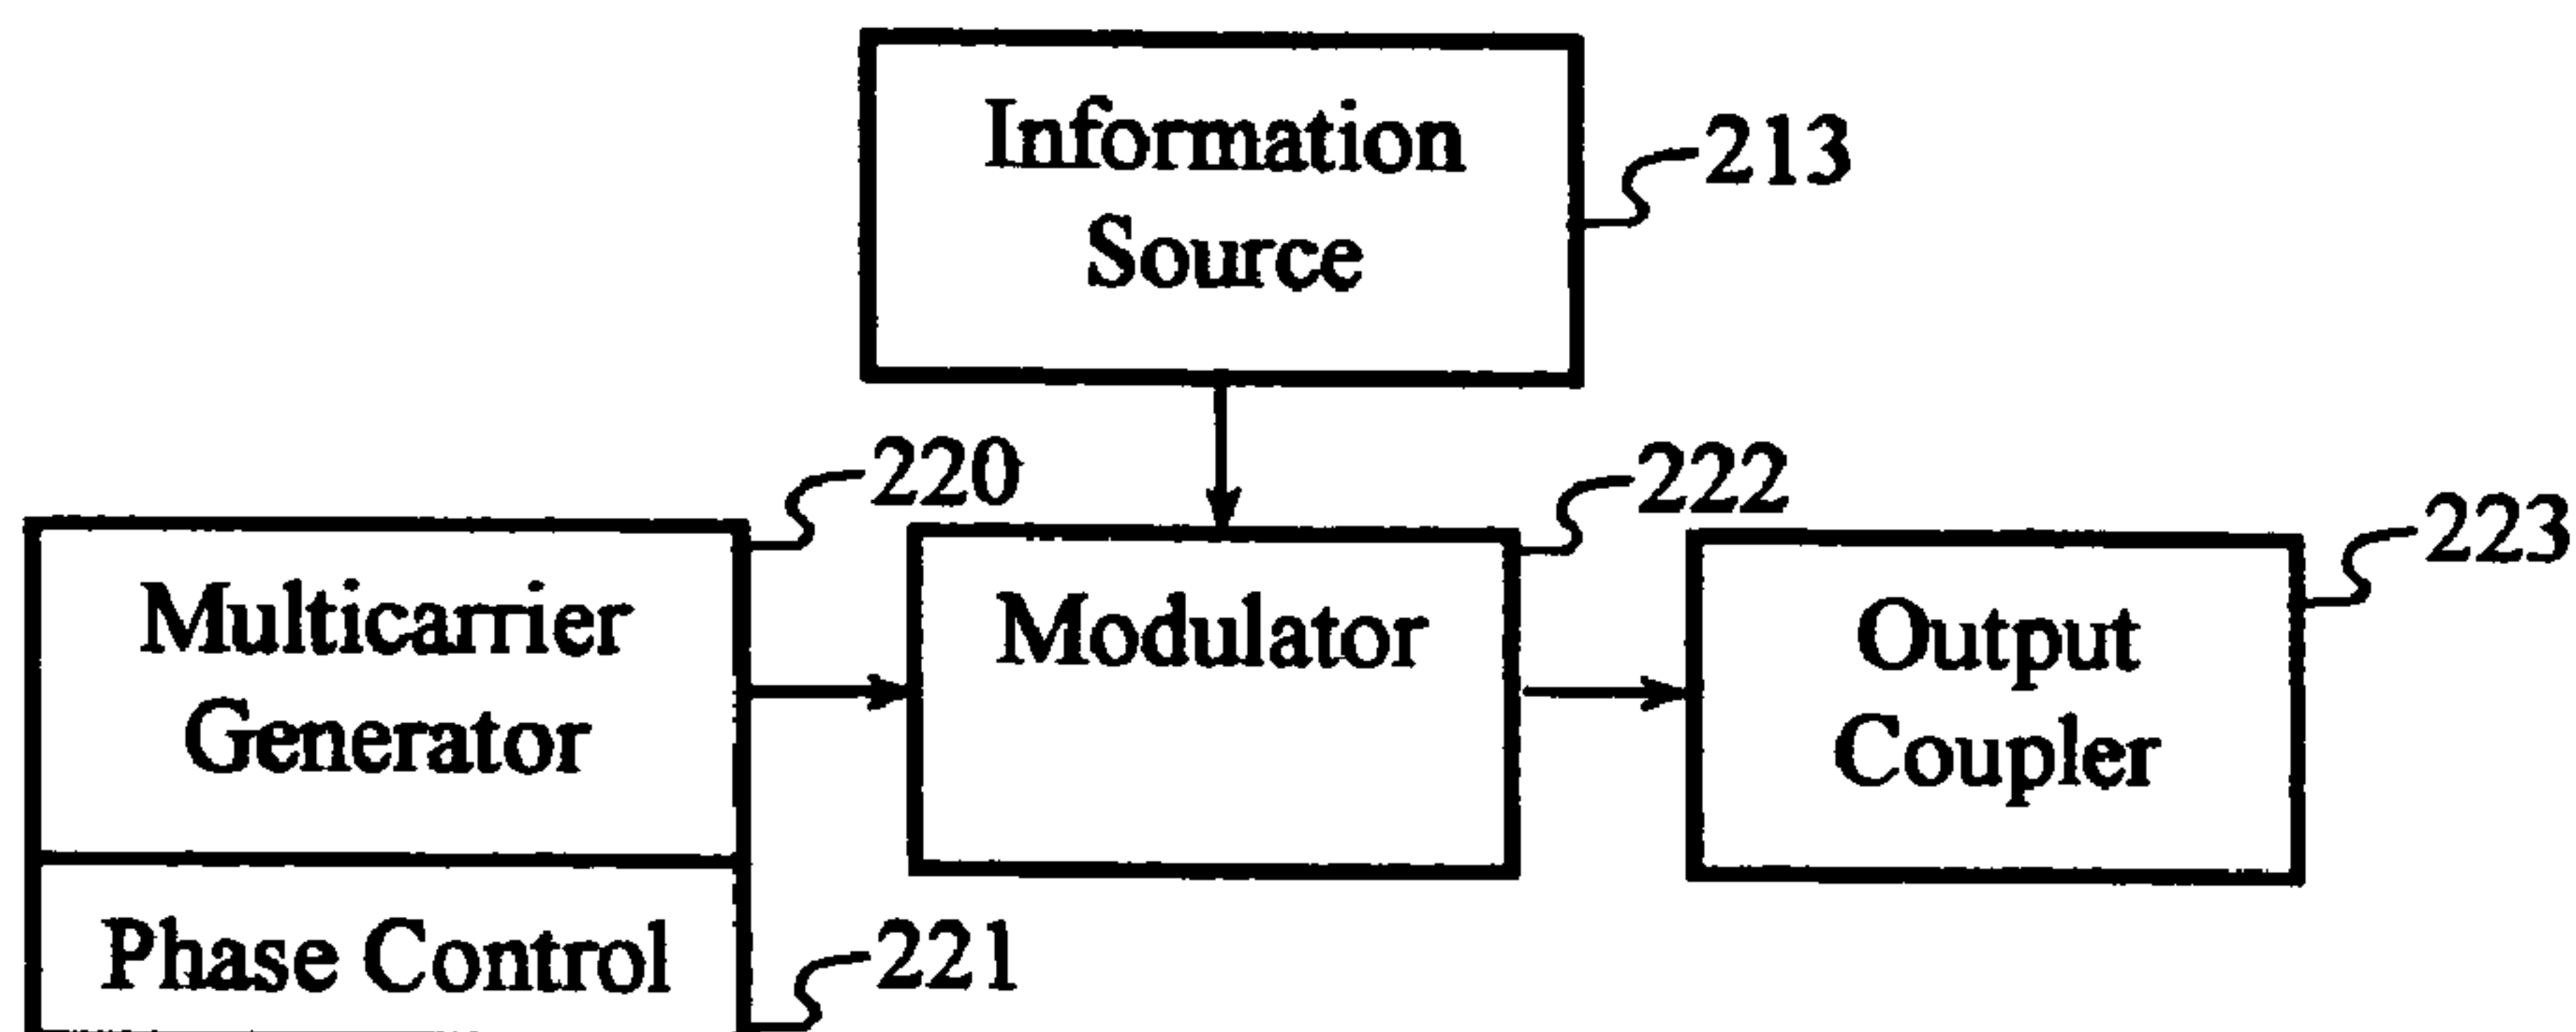 Information
Source
213
220
Multicarrier
Generator
222
Modulator
223
Output
Coupler
Phase Control
221